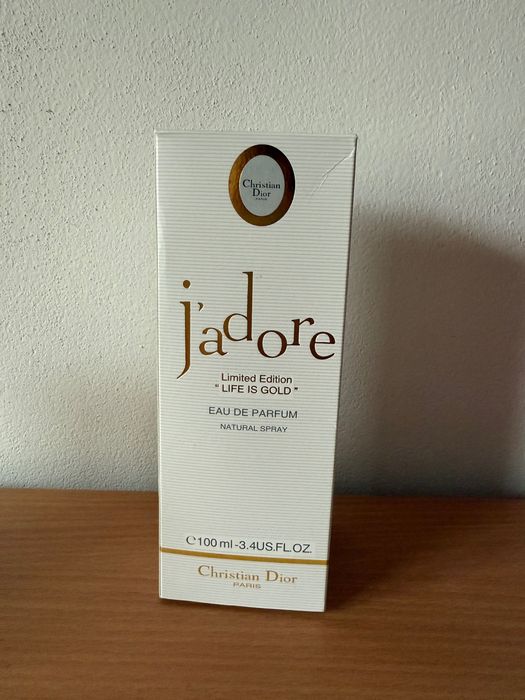 Christian
Dior
PARIS
j'adore
Limited Edition
" LIFE IS GOLD "
EAU DE PARFUM
NATURAL SPRAY
℮100 ml-3.4US.FL.OZ.
Christian Dior
PARIS